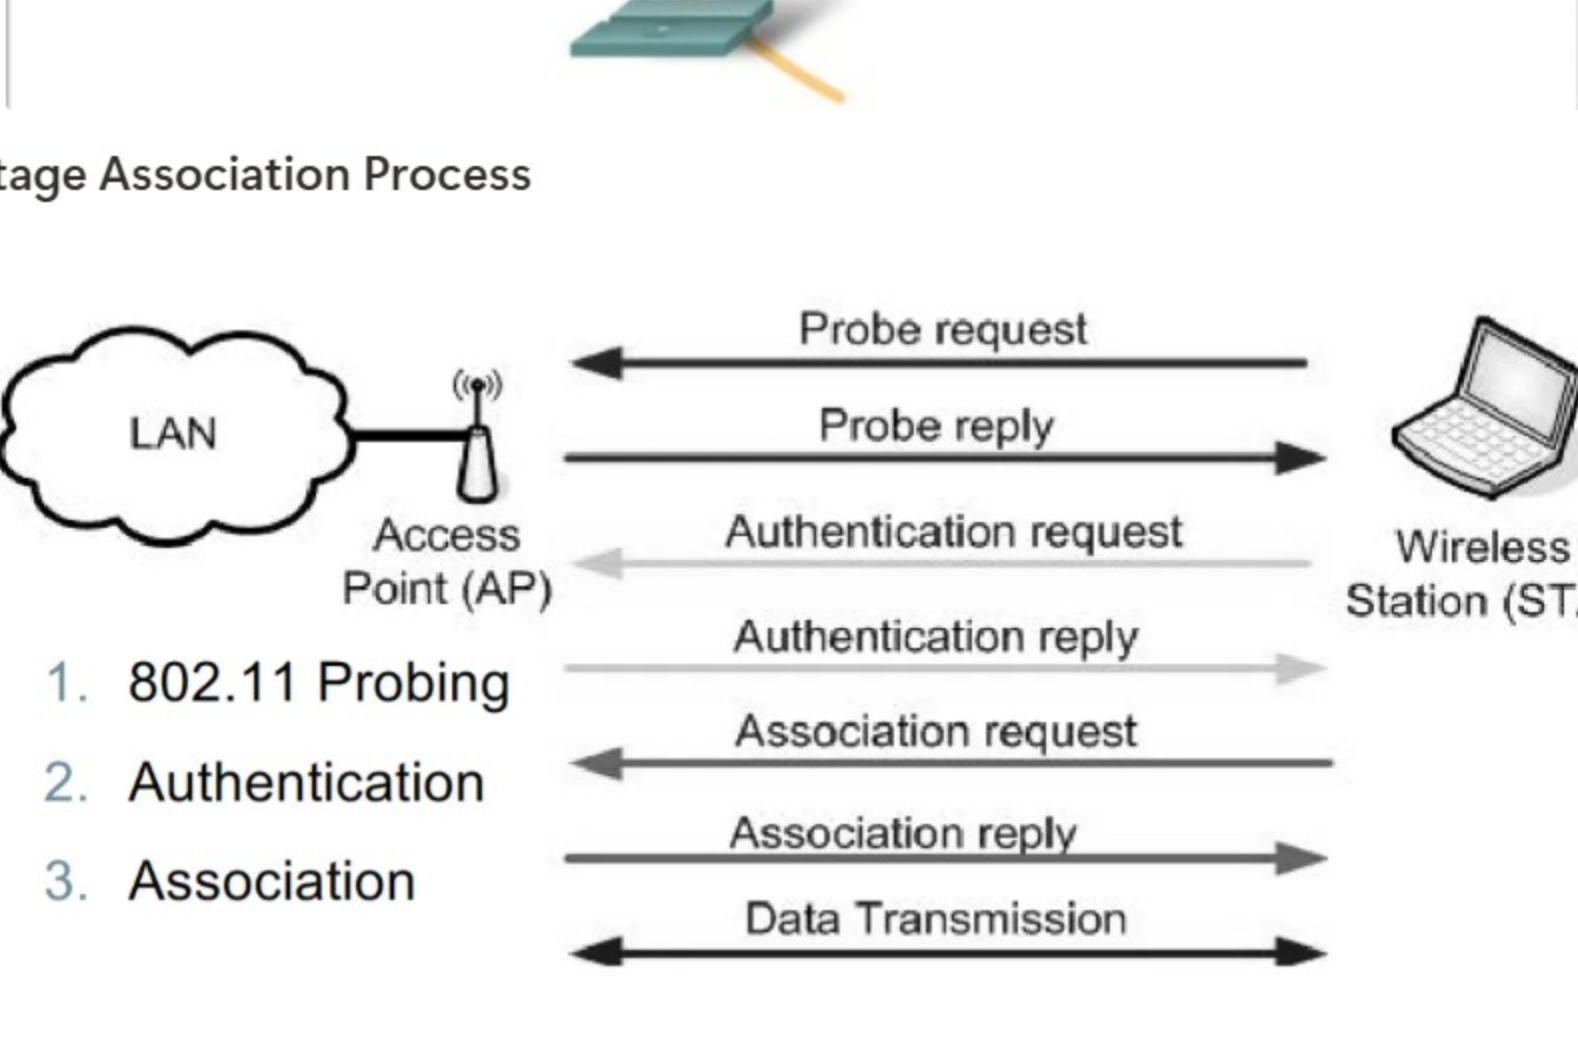 tage Association Process
Probe request
Probe reply
LAN
Access
Point (AP)
Authentication request
Wireless
Station (ST
Authentication reply
1. 802.11 Probing
Association request
2. Authentication
Association reply
3. Association
Data Transmission